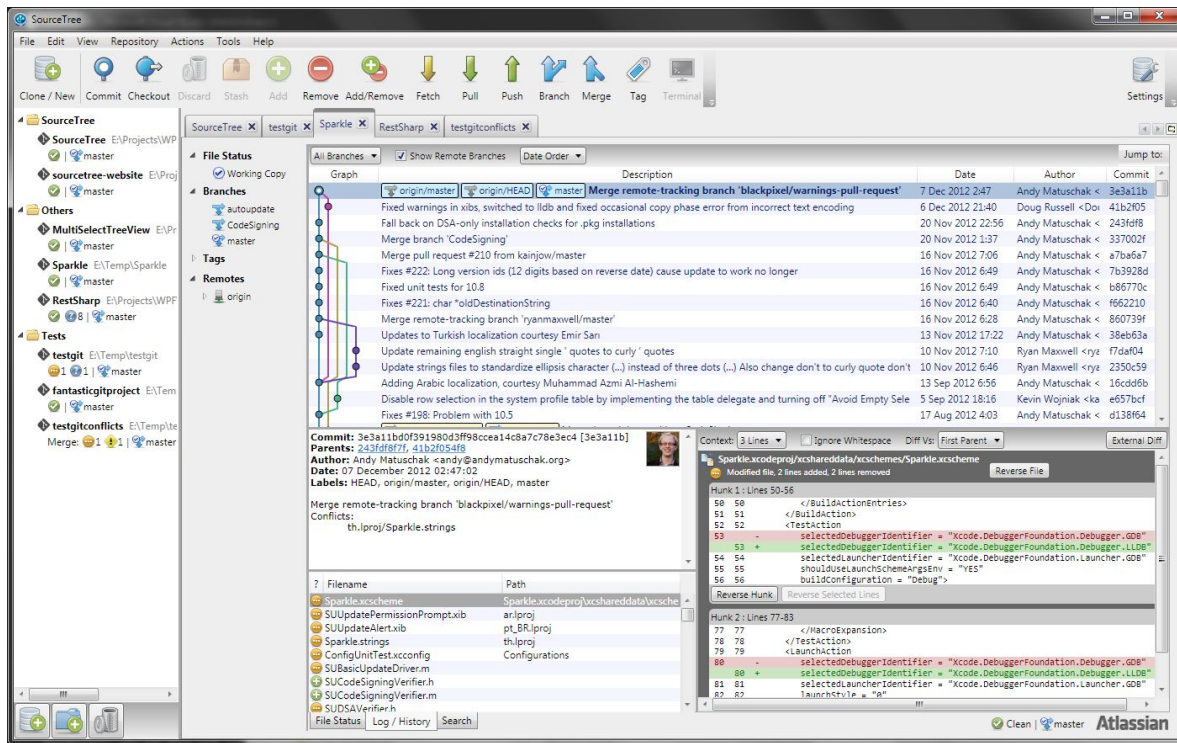 SourceTree
File Edit View Repository Actions Tools Help
Clone / New Commit Checkout Discard Stash Add Remove Add/Remove Fetch Pull Push Branch Merge Tag Terminal Settings
SourceTree
SourceTree E:\Projects\WP
master
sourcetree-website E:\Proj
master
Others
MultiSelectTreeView E:\Pr
master
Sparkle E:\Temp\Sparkle
master
RestSharp E:\Projects\WPF
8 | master
Tests
testgit E:\Temp\testgit
1 1 | master
fantasticgitproject E:\Tem
master
testgitconflicts E:\Temp\te
Merge: 1 1 | master
SourceTree testgit Sparkle RestSharp testgitconflicts
File Status
Working Copy
Branches
autoupdate
CodeSigning
master
Tags
Remotes
origin
All Branches Show Remote Branches Date Order Jump to:
Graph Description Date Author Commit
origin/master origin/HEAD master Merge remote-tracking branch 'blackpixel/warnings-pull-request' 7 Dec 2012 2:47 Andy Matuschak < 3e3a11b
Fixed warnings in xibs, switched to lldb and fixed occasional copy phase error from incorrect text encoding 6 Dec 2012 21:40 Doug Russell <Do 41b2f05
Fall back on DSA-only installation checks for .pkg installations 20 Nov 2012 22:56 Andy Matuschak < 243fdf8
Merge branch 'CodeSigning' 20 Nov 2012 1:37 Andy Matuschak < 337002f
Merge pull request #210 from kainjow/master 16 Nov 2012 7:06 Andy Matuschak < a7ba6a7
Fixes #222: Long version ids (12 digits based on reverse date) cause update to work no longer 16 Nov 2012 6:49 Andy Matuschak < 7b3928d
Fixed unit tests for 10.8 16 Nov 2012 6:49 Andy Matuschak < b86770c
Fixes #221: char *oldDestinationString 16 Nov 2012 6:40 Andy Matuschak < f662210
Merge remote-tracking branch 'ryanmaxwell/master' 16 Nov 2012 6:28 Andy Matuschak < 860739f
Updates to Turkish localization courtesy Emir Sarı 13 Nov 2012 17:22 Andy Matuschak < 38eb63a
Update remaining english straight single ' quotes to curly ' quotes 10 Nov 2012 7:10 Ryan Maxwell <rya f7daf04
Update strings files to standardize ellipsis character (…) instead of three dots (...) Also change don't to curly quote don't 10 Nov 2012 6:46 Ryan Maxwell <rya 2350c59
Adding Arabic localization, courtesy Muhammad Azmi Al-Hashemi 13 Sep 2012 6:56 Andy Matuschak < 16cdd6b
Disable row selection in the system profile table by implementing the table delegate and turning off "Avoid Empty Sele 5 Sep 2012 18:16 Kevin Wojniak <ka e657bcf
Fixes #198: Problem with 10.5 17 Aug 2012 4:03 Andy Matuschak < d138f64
Commit: 3e3a11bd0f391980d3ff98ccea14c8a7c78e3ec4 [3e3a11b]
Parents: 243fdf8f7f, 41b2f054f8
Author: Andy Matuschak <andy@andymatuschak.org>
Date: 07 December 2012 02:47:02
Labels: HEAD, origin/master, origin/HEAD, master
Merge remote-tracking branch 'blackpixel/warnings-pull-request'
Conflicts:
th.lproj/Sparkle.strings
? Filename Path
Sparkle.xcscheme Sparkle.xcodeproj\xcshareddata\xcsche
SUUpdatePermissionPrompt.xib ar.lproj
SUUpdateAlert.xib pt_BR.lproj
Sparkle.strings th.lproj
ConfigUnitTest.xcconfig Configurations
SUBasicUpdateDriver.m
SUCodeSigningVerifier.h
SUCodeSigningVerifier.m
SUDSAVerifier.h
File Status Log / History Search
Context: 3 Lines Ignore Whitespace Diff Vs: First Parent External Diff
Sparkle.xcodeproj/xcshareddata/xcschemes/Sparkle.xcscheme
Modified file, 2 lines added, 2 lines removed Reverse File
Hunk 1 : Lines 50-56
50 50 </BuildActionEntries>
51 51 </BuildAction>
52 52 <TestAction
53 - selectedDebuggerIdentifier = "Xcode.DebuggerFoundation.Debugger.GDB"
53 + selectedDebuggerIdentifier = "Xcode.DebuggerFoundation.Debugger.LLDB"
54 54 selectedLauncherIdentifier = "Xcode.DebuggerFoundation.Launcher.GDB"
55 55 shouldUseLaunchSchemeArgsEnv = "YES"
56 56 buildConfiguration = "Debug">
Reverse Hunk Reverse Selected Lines
Hunk 2 : Lines 77-83
77 77 </MacroExpansion>
78 78 </TestAction>
79 79 <LaunchAction
80 - selectedDebuggerIdentifier = "Xcode.DebuggerFoundation.Debugger.GDB"
80 + selectedDebuggerIdentifier = "Xcode.DebuggerFoundation.Debugger.LLDB"
81 81 selectedLauncherIdentifier = "Xcode.DebuggerFoundation.Launcher.GDB"
82 82 launchStyle = "0"
Clean | master Atlassian